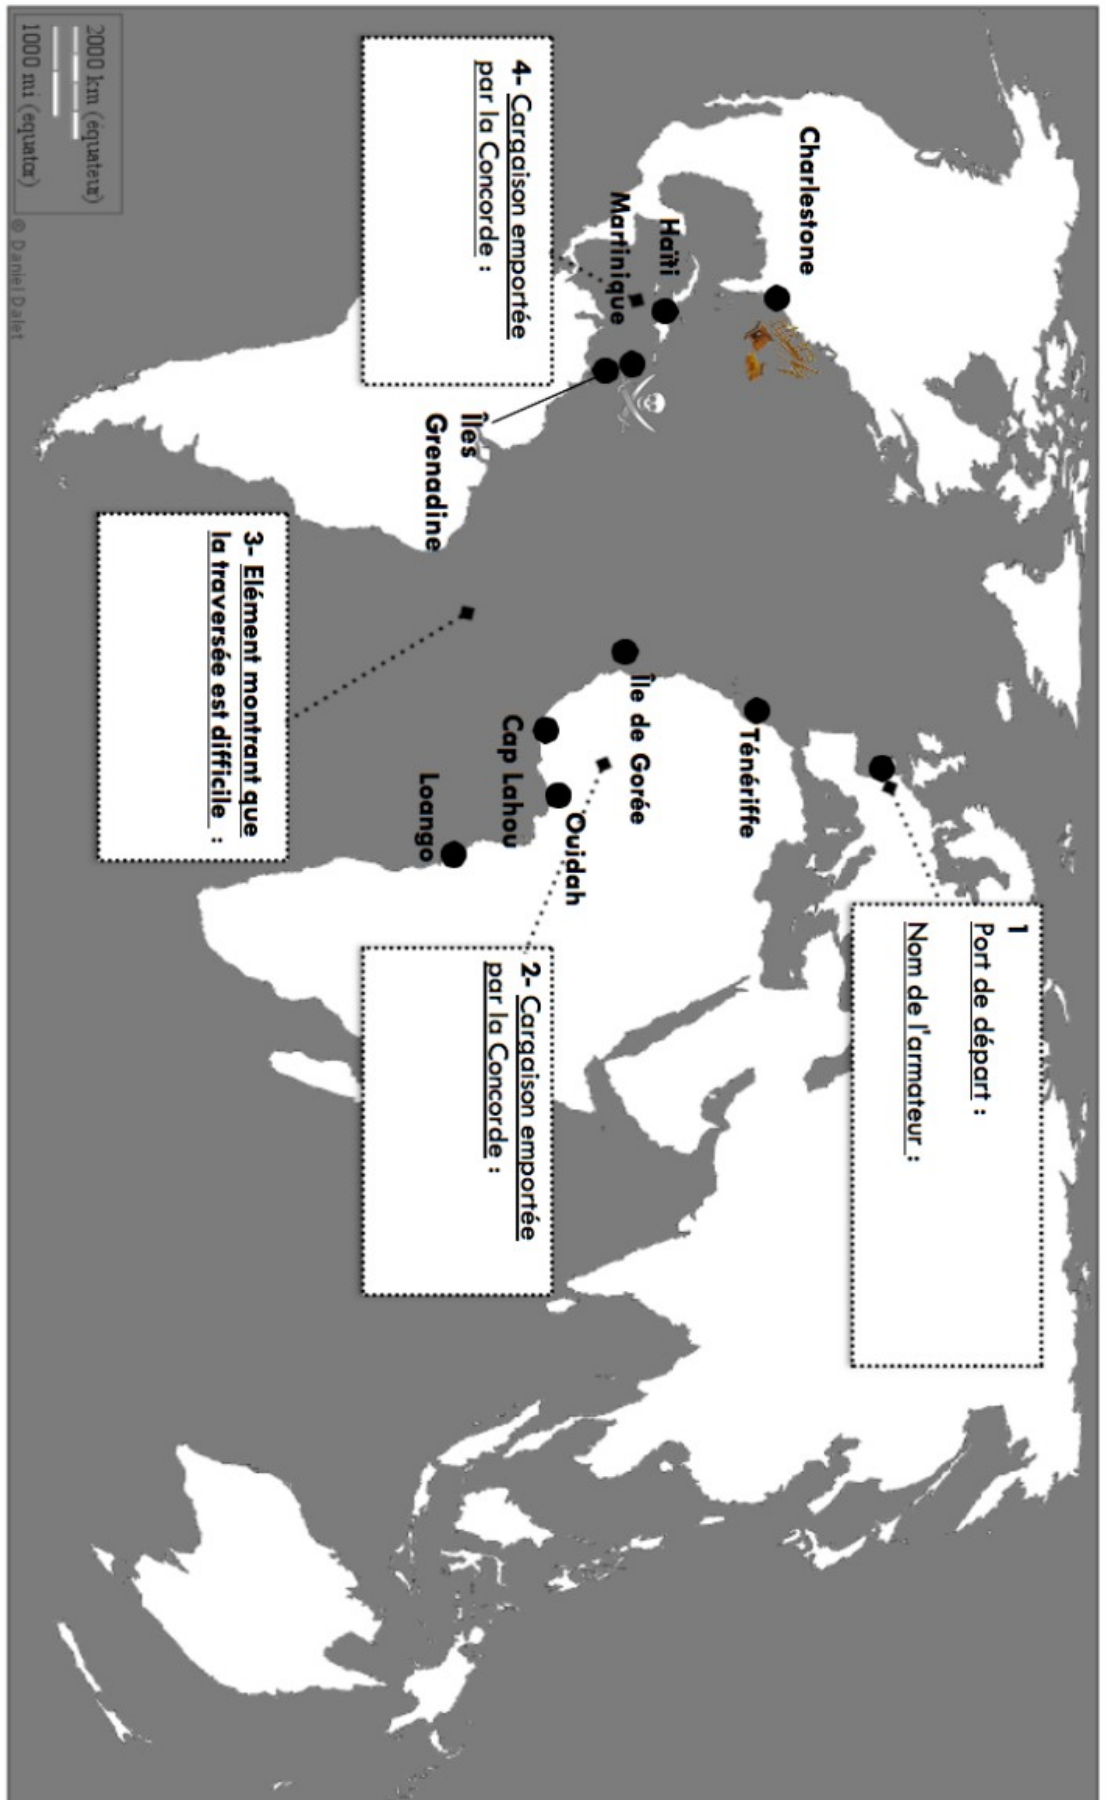 1
Port de départ :
Nom de l'armateur :
Charlestone
Haïti
Martinique
Îles
Grenadine
Ténériffe
Île de Gorée
Ouidah
Cap Lahou
Loango
4- Cargaison emportée
par la Concorde :
2- Cargaison emportée
par la Concorde :
3- Elément montrant que
la traversée est difficile :
2000 km (équateur)
1000 mi (equator)
© Daniel Dalet